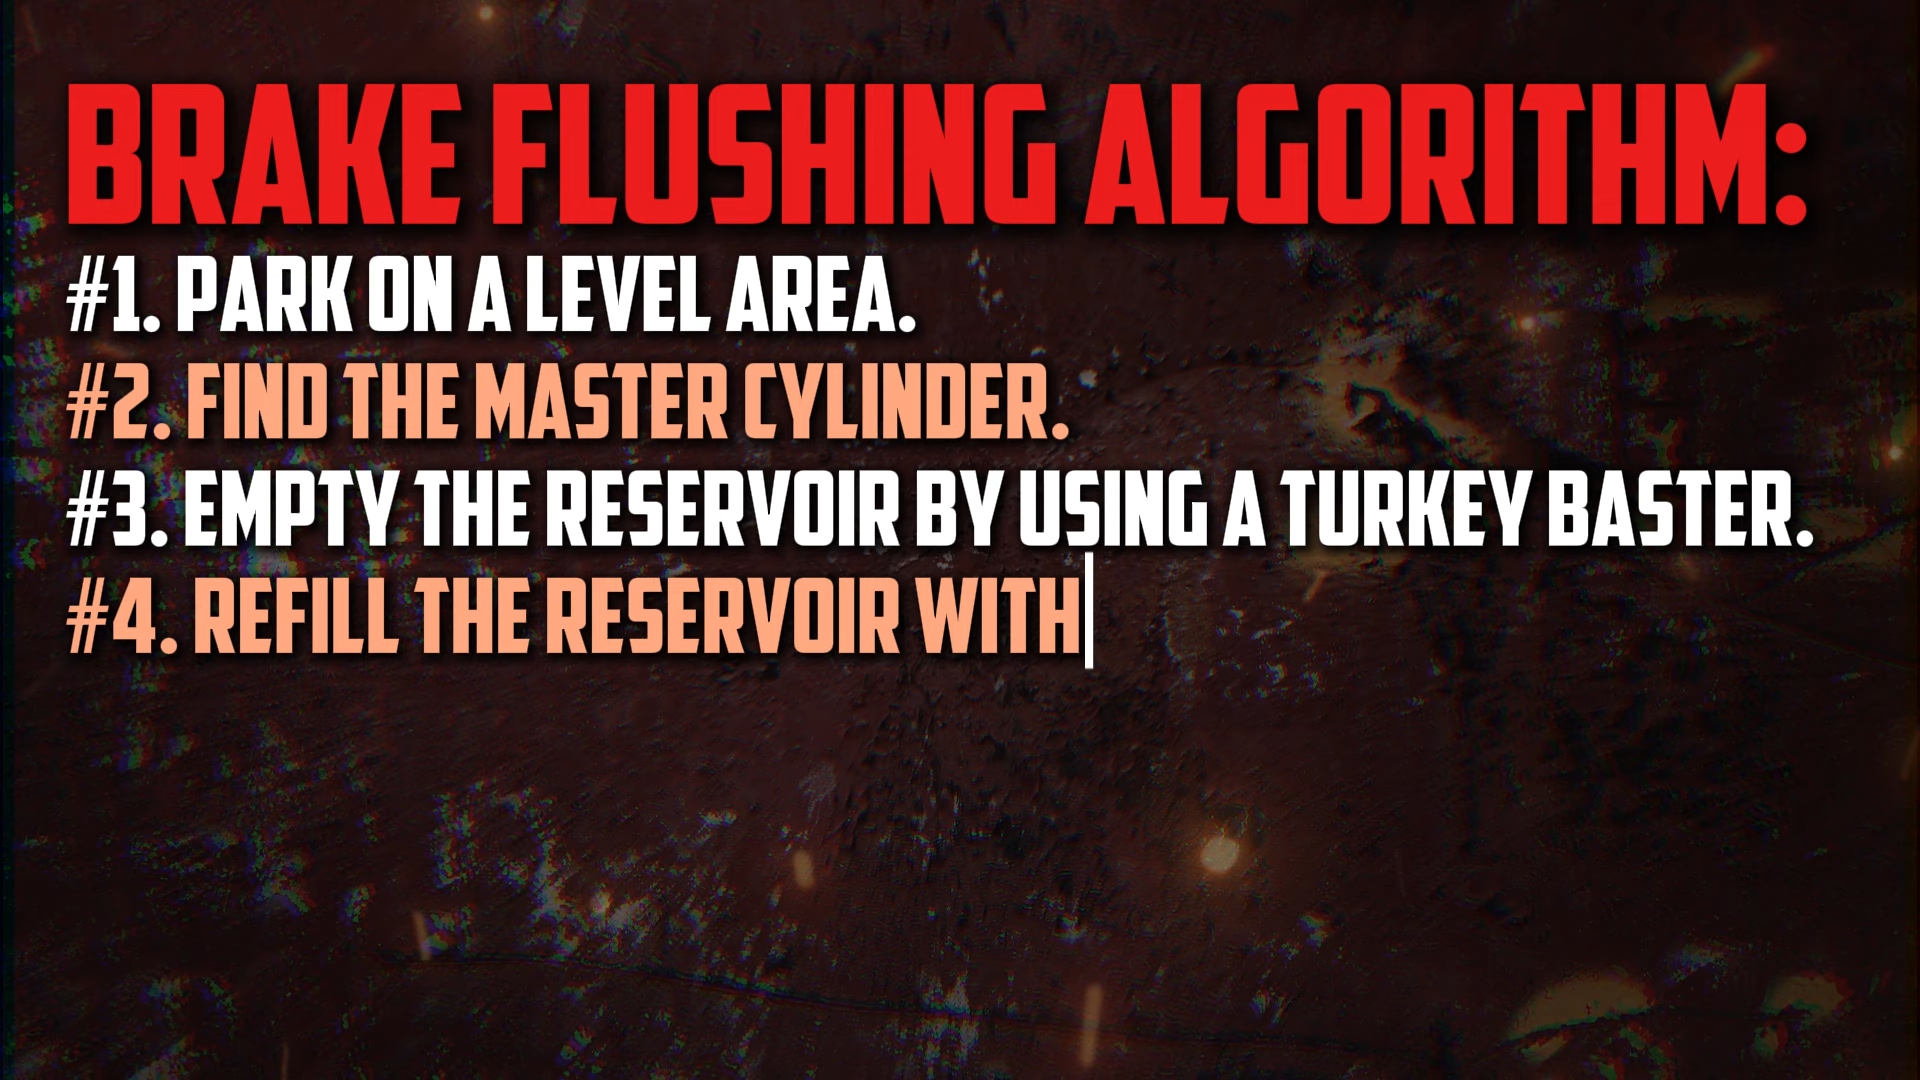 BRAKE FLUSHING ALGORITHM:
#1. PARK ON A LEVEL AREA.
#2. FIND THE MASTER CYLINDER.
#3. EMPTY THE RESERVOIR BY USING A TURKEY BASTER.
#4. REFILL THE RESERVOIR WITH